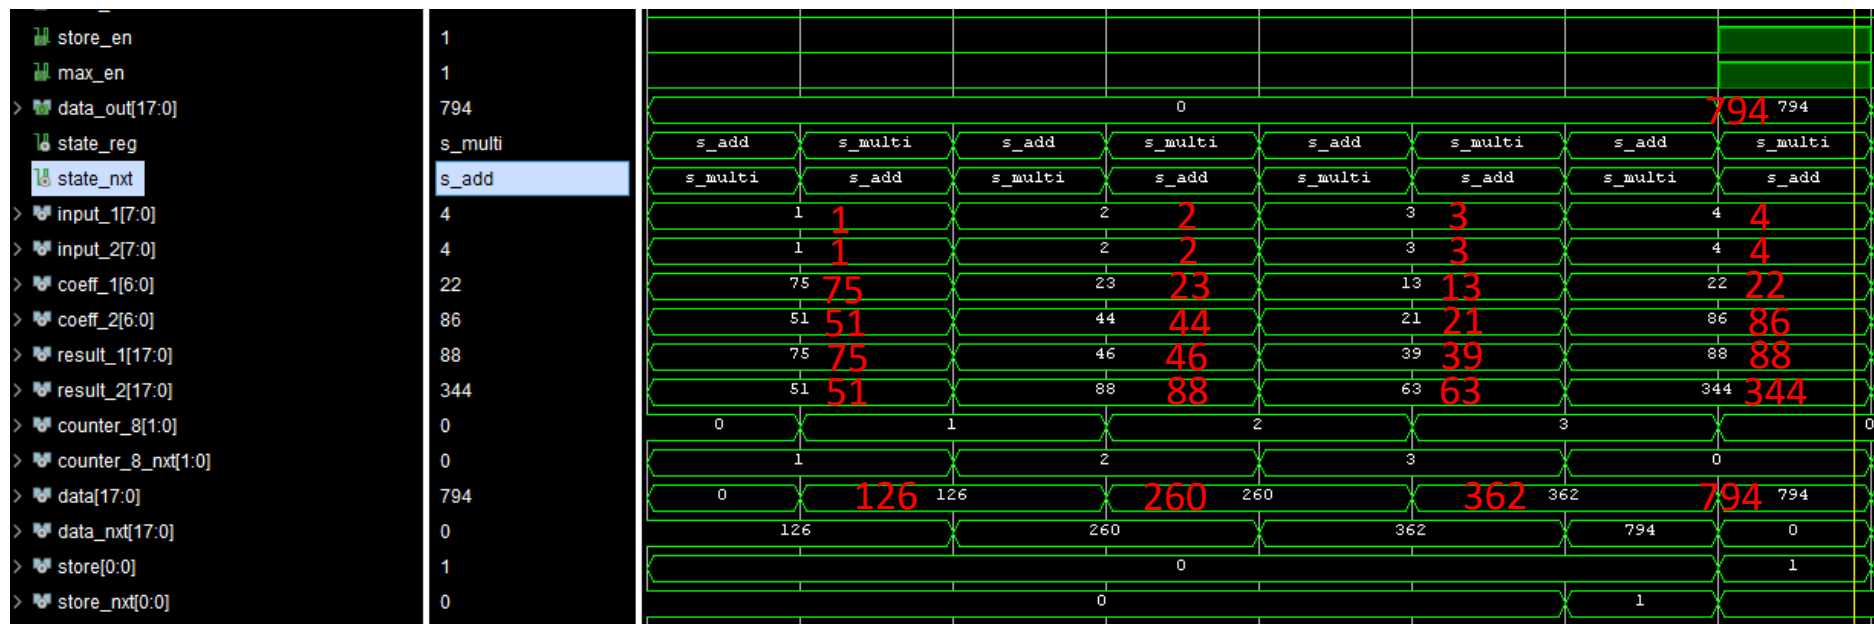 store_en 1
max_en 1
data_out[17:0] 794 0 794 794
state_reg s_multi s_add s_multi s_add s_multi s_add s_multi s_add s_multi
state_nxt s_add s_multi s_add s_multi s_add s_multi s_add s_multi s_add
input_1[7:0] 4 1 1 2 2 3 3 4 4
input_2[7:0] 4 1 1 2 2 3 3 4 4
coeff_1[6:0] 22 75 75 23 23 13 13 22 22
coeff_2[6:0] 86 51 51 44 44 21 21 86 86
result_1[17:0] 88 75 75 46 46 39 39 88 88
result_2[17:0] 344 51 51 88 88 63 63 344 344
counter_8[1:0] 0 0 1 2 3 0
counter_8_nxt[1:0] 0 1 2 3 0
data[17:0] 794 0 126 126 260 260 362 362 794 794
data_nxt[17:0] 0 126 260 362 794 0
store[0:0] 1 0 1
store_nxt[0:0] 0 0 1